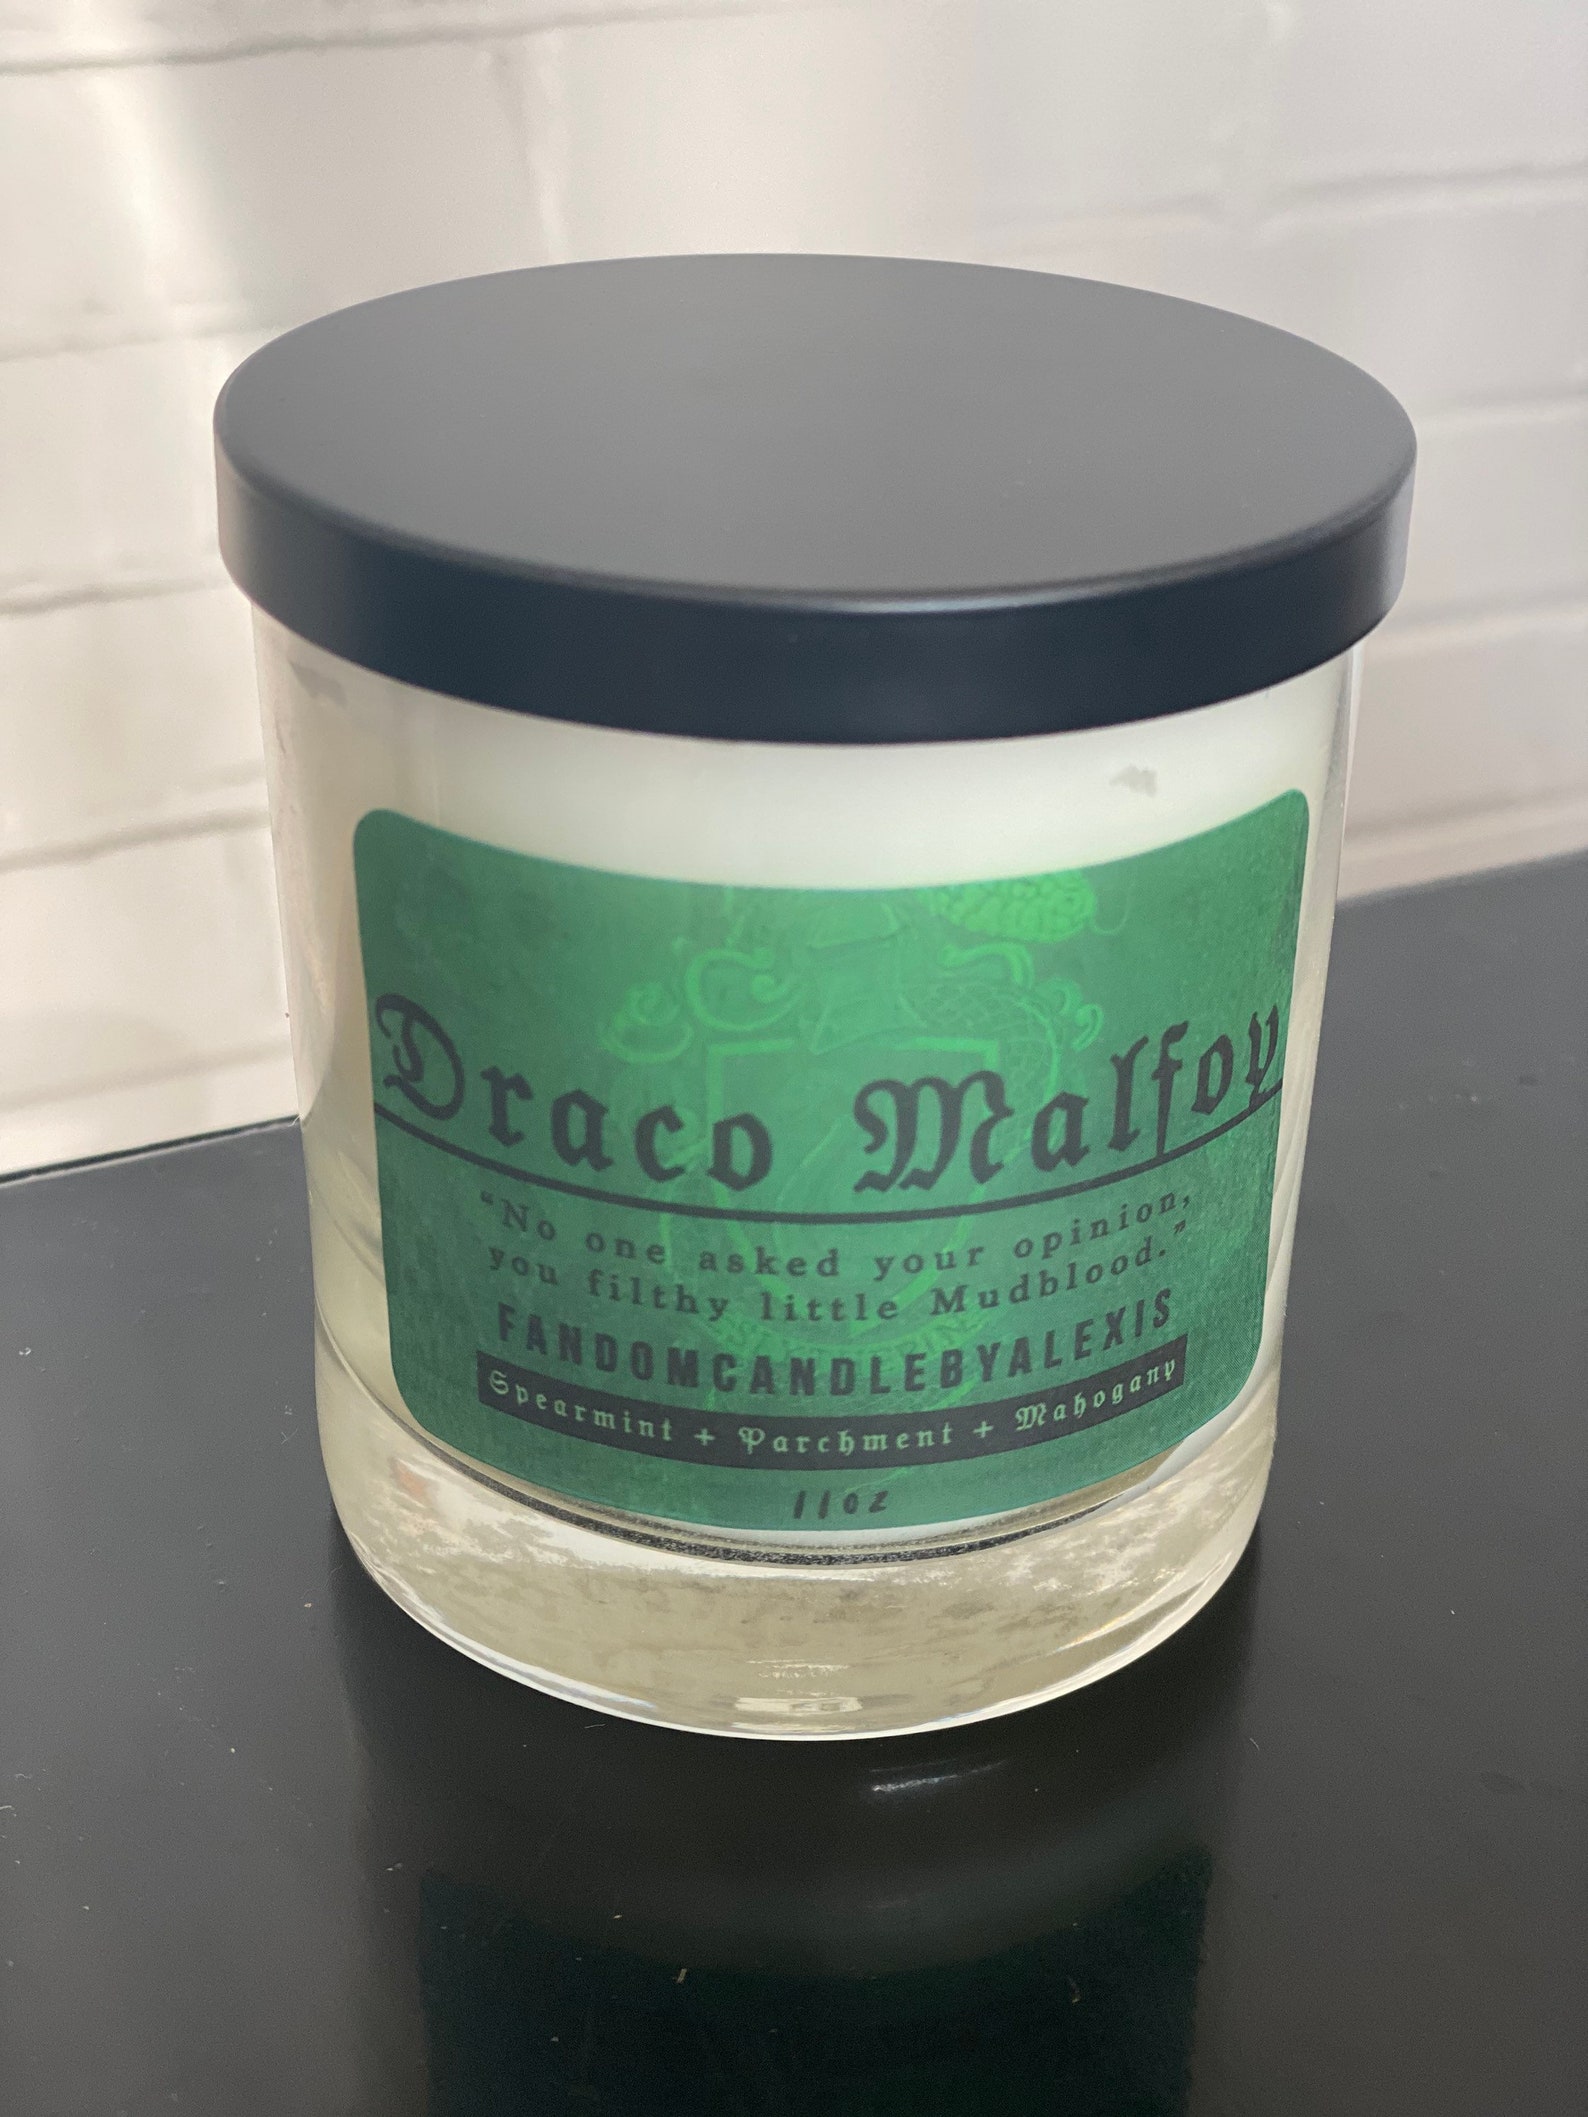 Draco Malfoy
“No one asked your opinion,
you filthy little Mudblood.”
FANDOMCANDLEBYALEXIS
Spearmint + Parchment + Mahogany
11oz